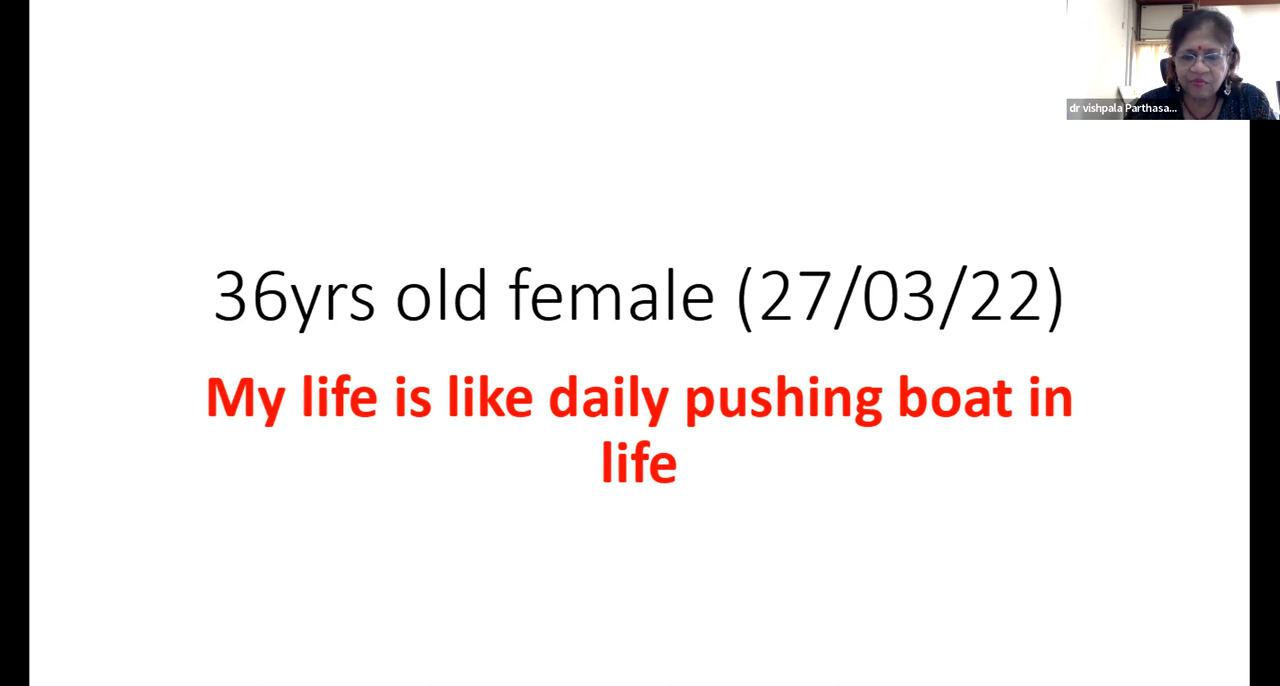 dr vishpala Parthasa...
36yrs old female (27/03/22)
My life is like daily pushing boat in
life